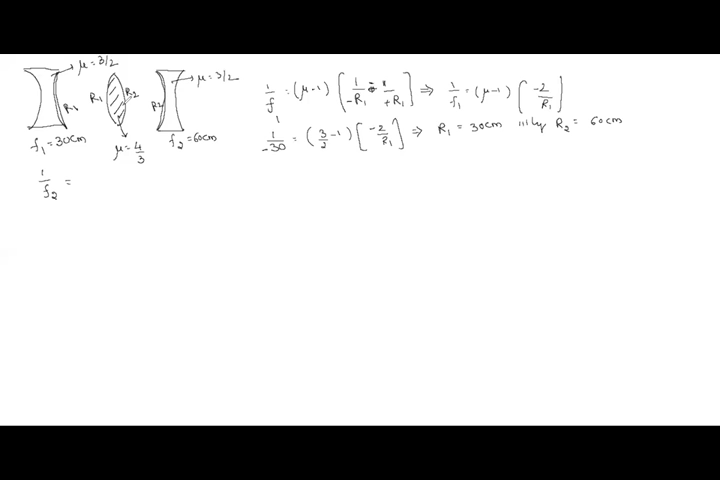 μ = 3/2
μ = 3/2
R₁
R₁
R₂
R₂
f₁ = 30cm
μ = 4/3
f₂ = 60cm
1/f₁ = (μ-1) [1/-R₁ - 1/+R₁] ⇒ 1/f₁ = (μ-1) [-2/R₁]
1/-30 = (3/2 -1) [-2/R₁] ⇒ R₁ = 30cm llly R₂ = 60cm
1/f₂ =